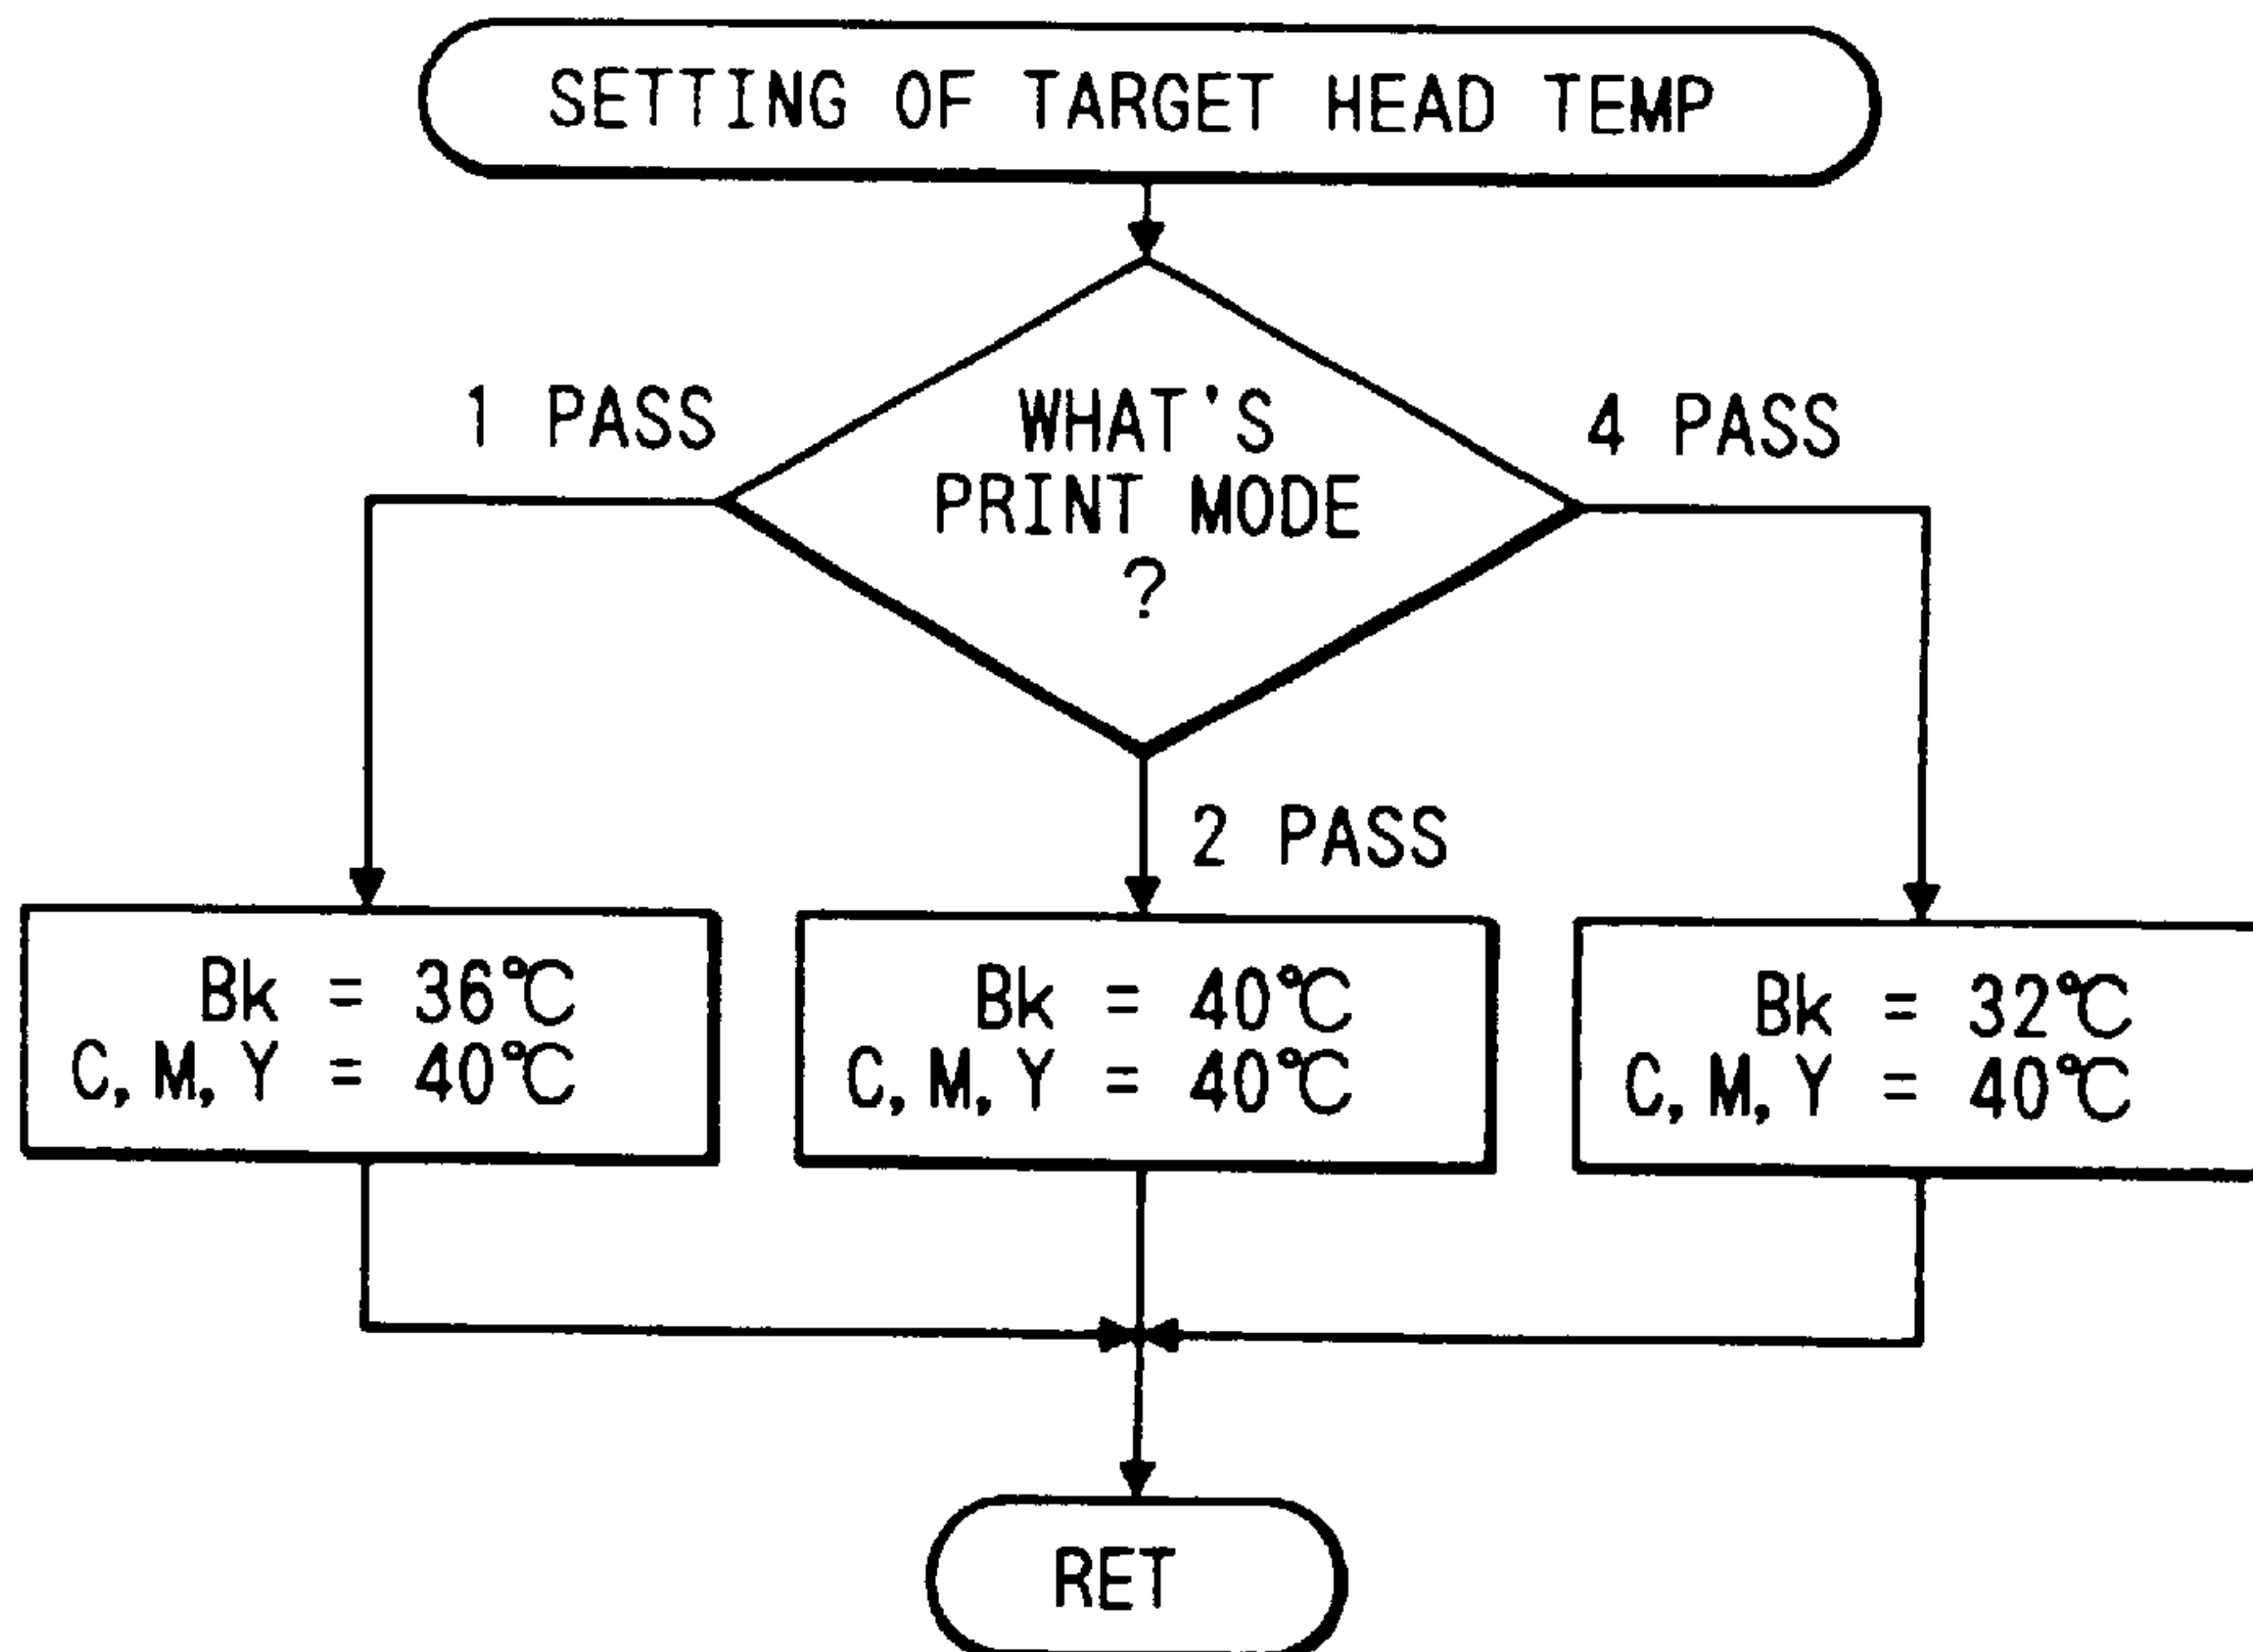 SETTING OF TARGET HEAD TEMP
1 PASS
WHAT'S
PRINT MODE
?
4 PASS
2 PASS
Bk = 36℃
C, M, Y = 40℃
Bk = 40℃
C, M, Y = 40℃
Bk = 32℃
C, M, Y = 40℃
RET